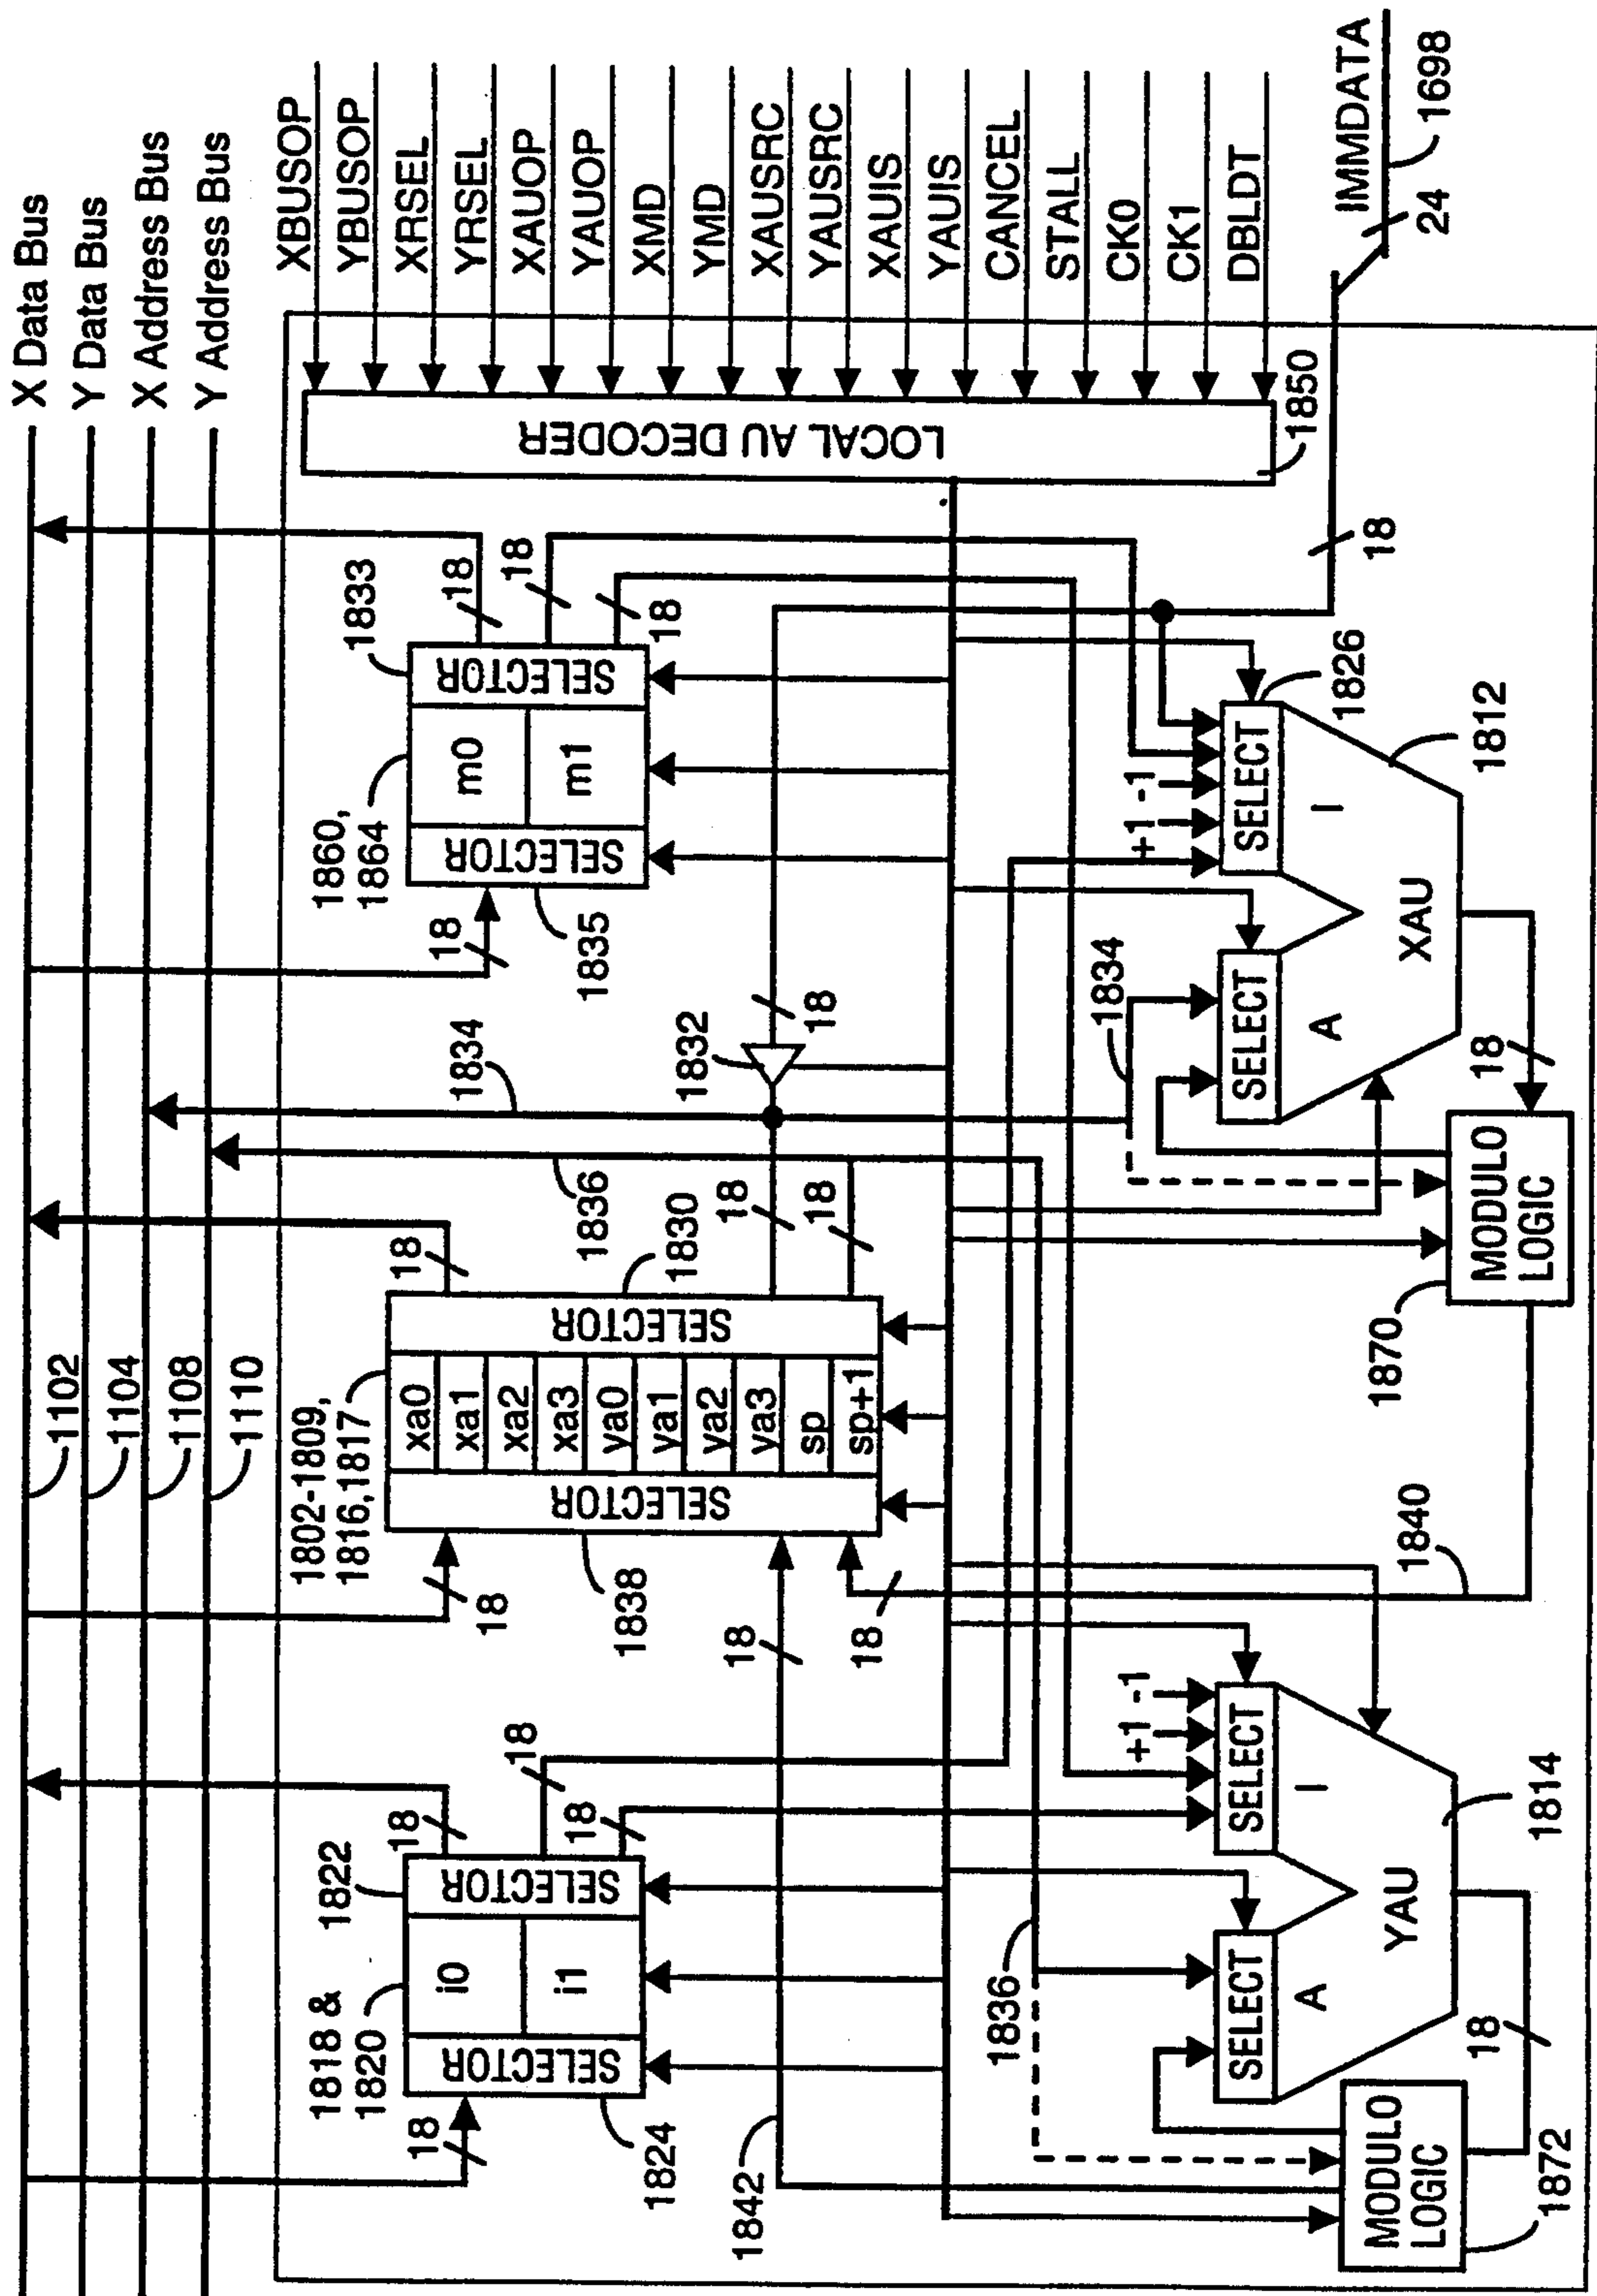 X Data Bus
Y Data Bus
X Address Bus
Y Address Bus
1102
1104
1108
1110
XBUSOP
YBUSOP
XRSEL
YRSEL
XAUOP
YAUOP
XMD
YMD
XAUSRC
YAUSRC
XAUIS
YAUIS
CANCEL
STALL
CK0
CK1
DBLDT
LOCAL AU DECODER
1850
IMMDATA
1698
24
18
1818 &
1820
1822
SELECTOR
i0
i1
SELECTOR
1824
18
18
18
18
1802-1809,
1816,1817
SELECTOR
xa0
xa1
xa2
xa3
ya0
ya1
ya2
ya3
sp
sp+1
SELECTOR
1830
1838
18
18
18
18
18
18
1836
1834
1832
18
1860,
1864
1833
SELECTOR
m0
m1
SELECTOR
1835
18
18
18
18
1842
1836
1840
1834
SELECT
A
SELECT
I
+1 -1
YAU
1814
18
MODULO
LOGIC
1872
SELECT
A
SELECT
I
+1 -1
1826
XAU
1812
18
MODULO
LOGIC
1870